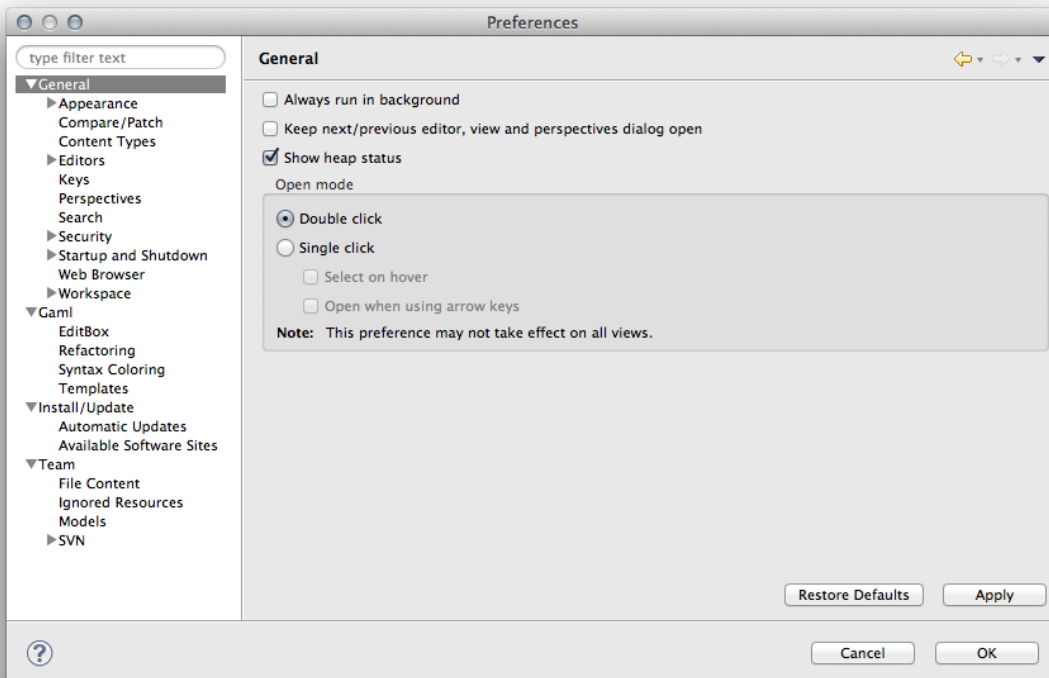 Preferences
type filter text
General
Appearance
Compare/Patch
Content Types
Editors
Keys
Perspectives
Search
Security
Startup and Shutdown
Web Browser
Workspace
Gaml
EditBox
Refactoring
Syntax Coloring
Templates
Install/Update
Automatic Updates
Available Software Sites
Team
File Content
Ignored Resources
Models
SVN
General
Always run in background
Keep next/previous editor, view and perspectives dialog open
Show heap status
Open mode
Double click
Single click
Select on hover
Open when using arrow keys
Note: This preference may not take effect on all views.
Restore Defaults
Apply
?
Cancel
OK